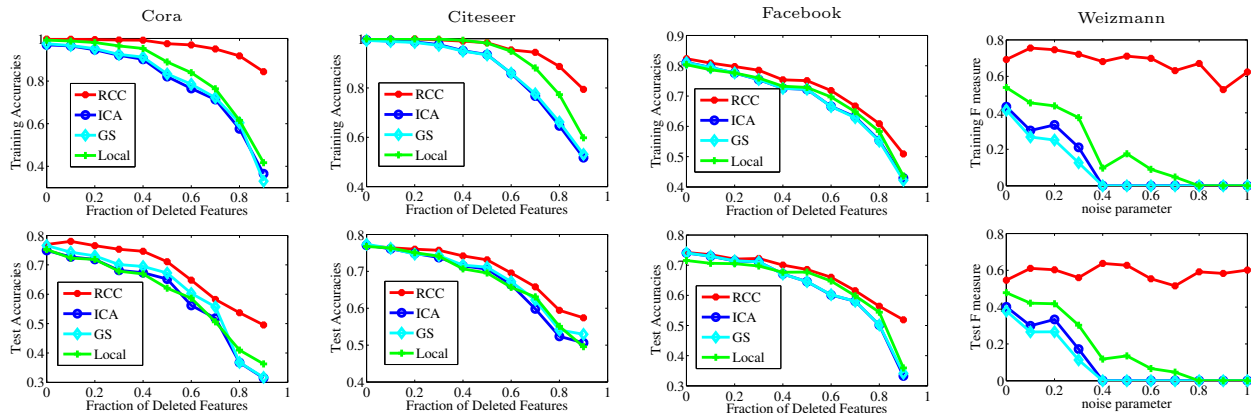 Cora
Training Accuracies
1
0.8
0.6
0.4
RCC
ICA
GS
Local
0
0.2
0.4
0.6
0.8
1
Fraction of Deleted Features
Citeseer
Training Accuracies
1
0.8
0.6
0.4
RCC
ICA
GS
Local
0
0.2
0.4
0.6
0.8
1
Fraction of Deleted Features
Facebook
Training Accuracies
0.9
0.8
0.7
0.6
0.5
0.4
RCC
ICA
GS
Local
0
0.2
0.4
0.6
0.8
1
Fraction of Deleted Features
Weizmann
Training F measure
0.8
0.6
0.4
0.2
0
RCC
ICA
GS
Local
0
0.2
0.4
0.6
0.8
1
noise parameter
Test Accuracies
0.8
0.7
0.6
0.5
0.4
0.3
RCC
ICA
GS
Local
0
0.2
0.4
0.6
0.8
1
Fraction of Deleted Features
Test Accuracies
0.8
0.7
0.6
0.5
0.4
RCC
ICA
GS
Local
0
0.2
0.4
0.6
0.8
1
Fraction of Deleted Features
Test Accuracies
0.8
0.7
0.6
0.5
0.4
0.3
RCC
ICA
GS
Local
0
0.2
0.4
0.6
0.8
1
Fraction of Deleted Features
Test F measure
0.8
0.6
0.4
0.2
0
RCC
ICA
GS
Local
0
0.2
0.4
0.6
0.8
1
noise parameter